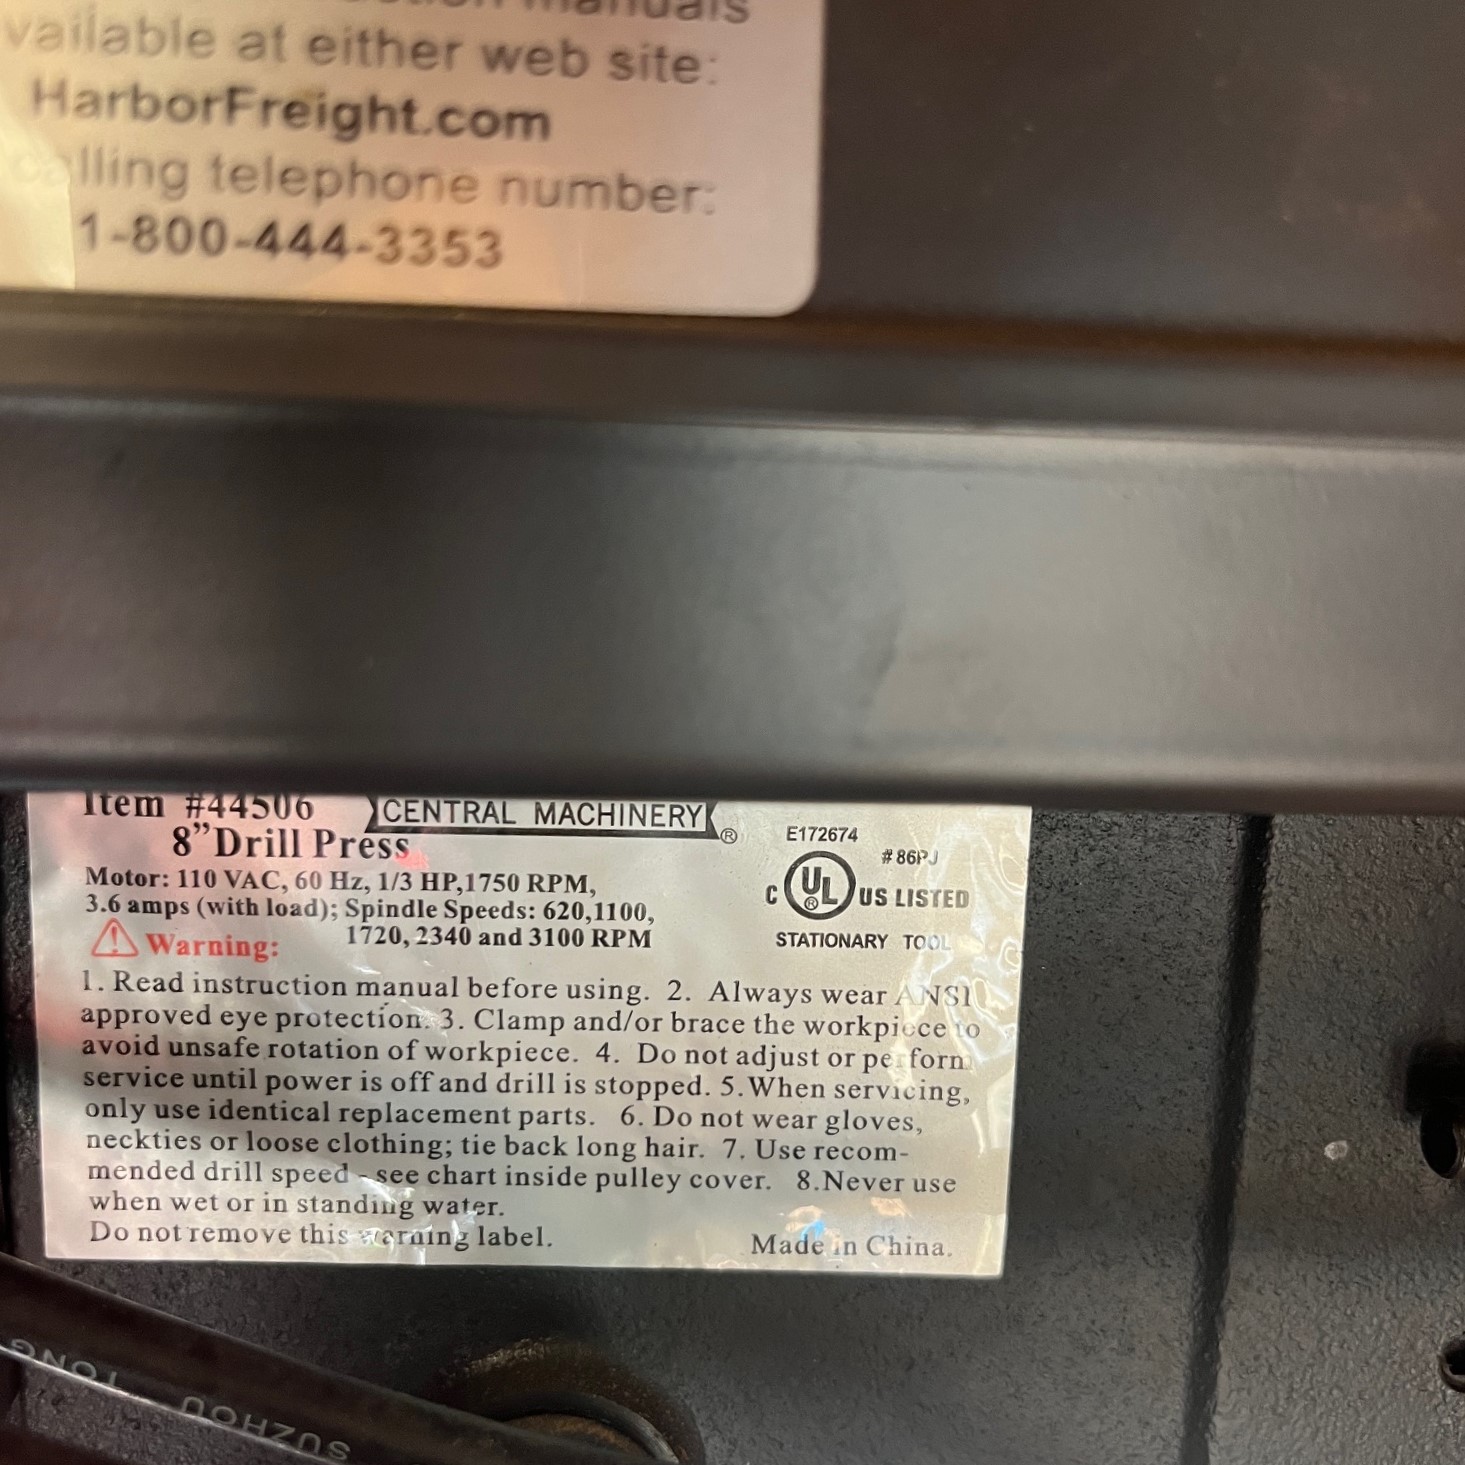 manuals
vailable at either web site:
HarborFreight.com
calling telephone number:
1-800-444-3353
Item #44506
CENTRAL MACHINERY®
8”Drill Press
Motor: 110 VAC, 60 Hz, 1/3 HP,1750 RPM,
3.6 amps (with load); Spindle Speeds: 620,1100,
1720, 2340 and 3100 RPM
E172674
#86PJ
C UL® US LISTED
STATIONARY TOOL
Warning:
1. Read instruction manual before using. 2. Always wear ANSI
approved eye protection. 3. Clamp and/or brace the workpiece to
avoid unsafe rotation of workpiece. 4. Do not adjust or perform
service until power is off and drill is stopped. 5.When servicing,
only use identical replacement parts. 6. Do not wear gloves,
neckties or loose clothing; tie back long hair. 7. Use recom-
mended drill speed - see chart inside pulley cover. 8.Never use
when wet or in standing water.
Do not remove this warning label.
Made in China.
SUZHOU TONG